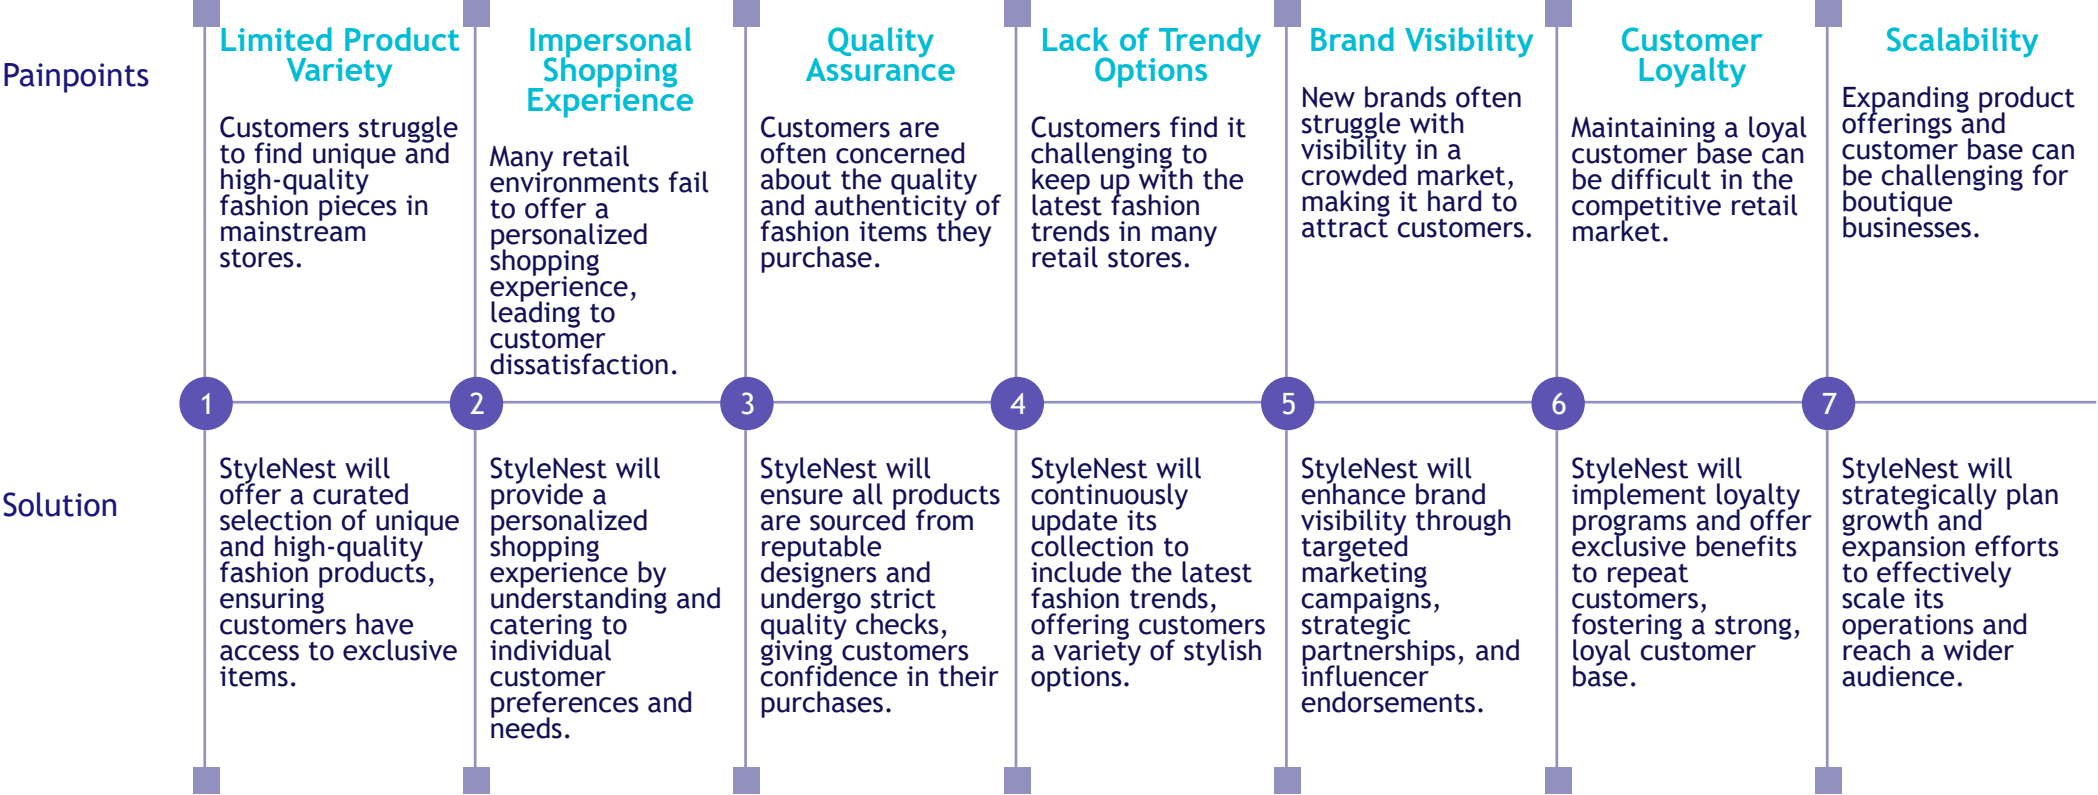 Painpoints
Limited Product
Variety
Customers struggle
to find unique and
high-quality
fashion pieces in
mainstream
stores.
Impersonal
Shopping
Experience
Many retail
environments fail
to offer a
personalized
shopping
experience,
leading to
customer
dissatisfaction.
Quality
Assurance
Customers are
often concerned
about the quality
and authenticity of
fashion items they
purchase.
Lack of Trendy
Options
Customers find it
challenging to
keep up with the
latest fashion
trends in many
retail stores.
Brand Visibility
New brands often
struggle with
visibility in a
crowded market,
making it hard to
attract customers.
Customer
Loyalty
Maintaining a loyal
customer base can
be difficult in the
competitive retail
market.
Scalability
Expanding product
offerings and
customer base can
be challenging for
boutique
businesses.
1
2
3
4
5
6
7
Solution
StyleNest will
offer a curated
selection of unique
and high-quality
fashion products,
ensuring
customers have
access to exclusive
items.
StyleNest will
provide a
personalized
shopping
experience by
understanding and
catering to
individual
customer
preferences and
needs.
StyleNest will
ensure all products
are sourced from
reputable
designers and
undergo strict
quality checks,
giving customers
confidence in their
purchases.
StyleNest will
continuously
update its
collection to
include the latest
fashion trends,
offering customers
a variety of stylish
options.
StyleNest will
enhance brand
visibility through
targeted
marketing
campaigns,
strategic
partnerships, and
influencer
endorsements.
StyleNest will
implement loyalty
programs and offer
exclusive benefits
to repeat
customers,
fostering a strong,
loyal customer
base.
StyleNest will
strategically plan
growth and
expansion efforts
to effectively
scale its
operations and
reach a wider
audience.